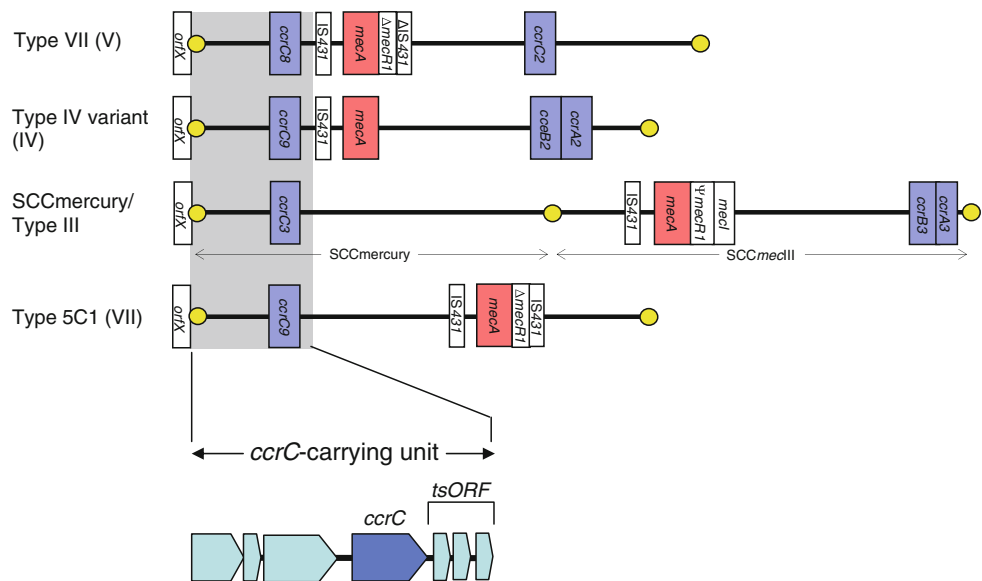 Type VII (V)
orfX
ccrC8
IS431
mecA
ΔmecR1
ΔIS431
ccrC2
Type IV variant
(IV)
orfX
ccrC9
IS431
mecA
cceB2
ccrA2
SCCmercury/
Type III
orfX
ccrC3
IS431
mecA
ΨmecR1
mecI
ccrB3
ccrA3
SCCmercury
SCCmecIII
Type 5C1 (VII)
orfX
ccrC9
IS431
mecA
ΔmecR1
IS431
ccrC-carrying unit
tsORF
ccrC